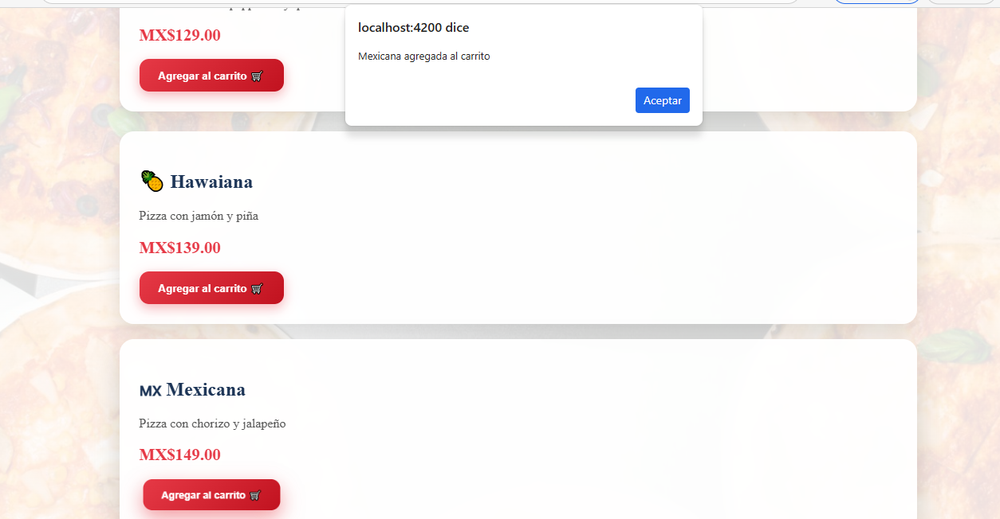 localhost:4200 dice
Mexicana agregada al carrito
Aceptar
MX$129.00
Agregar al carrito
Hawaiana
Pizza con jamón y piña
MX$139.00
Agregar al carrito
MX Mexicana
Pizza con chorizo y jalapeño
MX$149.00
Agregar al carrito